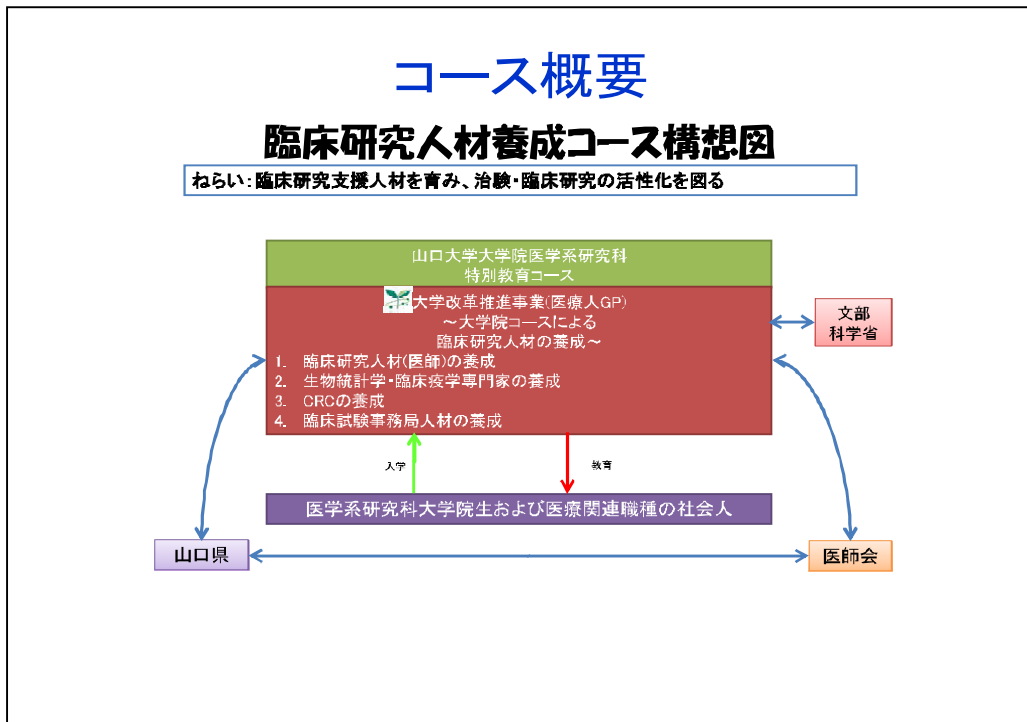 コース概要
臨床研究人材養成コース構想図
ねらい：臨床研究支援人材を育み、治験・臨床研究の活性化を図る
山口大学大学院医学系研究科
特別教育コース
大学改革推進事業(医療人GP)
～大学院コースによる
臨床研究人材の養成～
1. 臨床研究人材(医師)の養成
2. 生物統計学・臨床疫学専門家の養成
3. CRCの養成
4. 臨床試験事務局人材の養成
文部
科学省
入学
教育
医学系研究科大学院生および医療関連職種の社会人
山口県
医師会